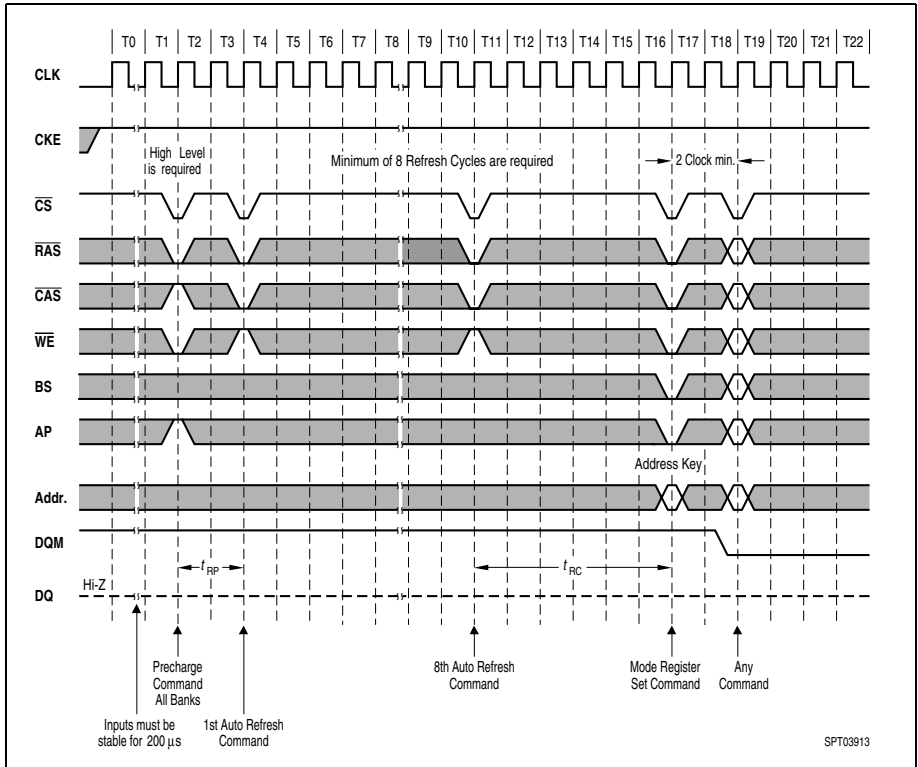 T0 T1 T2 T3 T4 T5 T6 T7 T8 T9 T10 T11 T12 T13 T14 T15 T16 T17 T18 T19 T20 T21 T22
CLK
CKE
High Level
is required
Minimum of 8 Refresh Cycles are required
2 Clock min.
CS
RAS
CAS
WE
BS
AP
Address Key
Addr.
DQM
tRP
tRC
Hi-Z
DQ
Precharge
Command
All Banks
8th Auto Refresh
Command
Mode Register
Set Command
Any
Command
Inputs must be
stable for 200 µs
1st Auto Refresh
Command
SPT03913